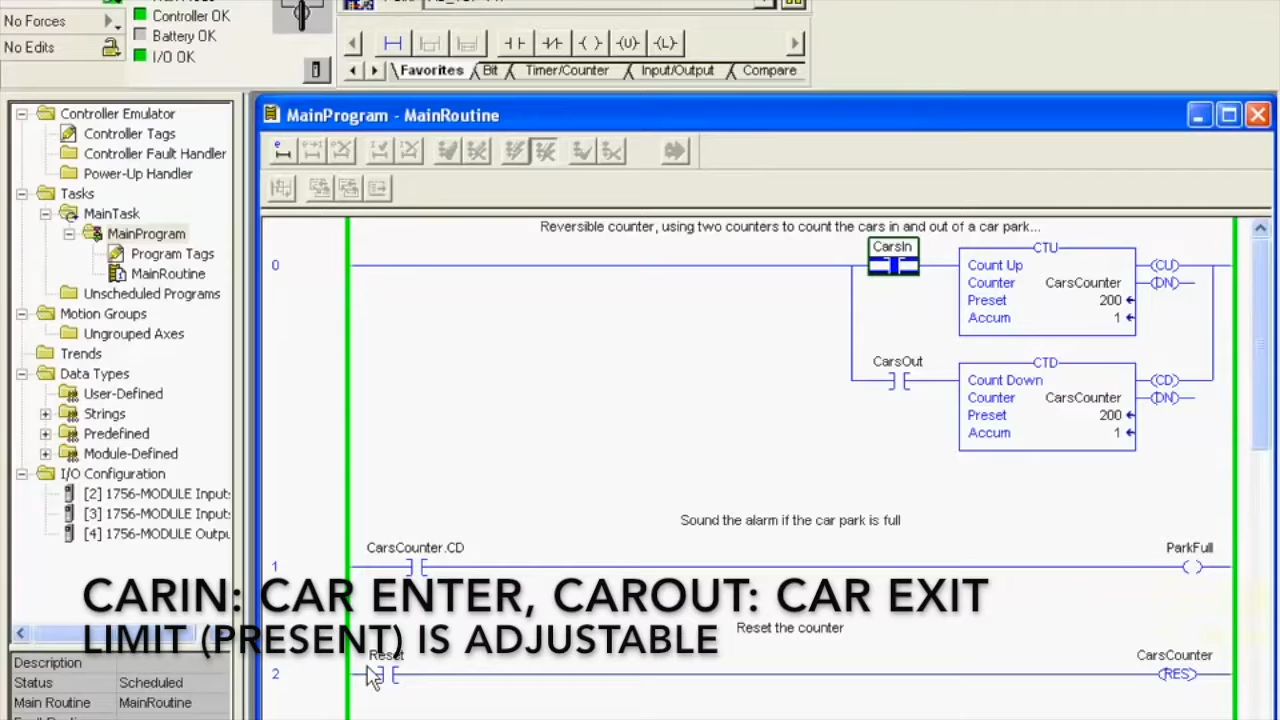 No Forces
No Edits
Controller OK
Battery OK
I/O OK
Favorites
Bit
Timer/Counter
Input/Output
Compare
Controller Emulator
Controller Tags
Controller Fault Handler
Power-Up Handler
Tasks
MainTask
MainProgram
Program Tags
MainRoutine
Unscheduled Programs
Motion Groups
Ungrouped Axes
Trends
Data Types
User-Defined
Strings
Predefined
Module-Defined
I/O Configuration
[2] 1756-MODULE Input
[3] 1756-MODULE Input
[4] 1756-MODULE Outpu
Description
Status Scheduled
Main Routine MainRoutine
MainProgram - MainRoutine
Reversible counter, using two counters to count the cars in and out of a car park...
0
CarsIn
CTU
Count Up
Counter CarsCounter
Preset 200
Accum 1
(CU)
(DN)
CarsOut
CTD
Count Down
Counter CarsCounter
Preset 200
Accum 1
(CD)
(DN)
Sound the alarm if the car park is full
CarsCounter.CD
ParkFull
1
CARIN: CAR ENTER, CAROUT: CAR EXIT
LIMIT (PRESENT) IS ADJUSTABLE
Reset the counter
Reset
CarsCounter
2
(RES)